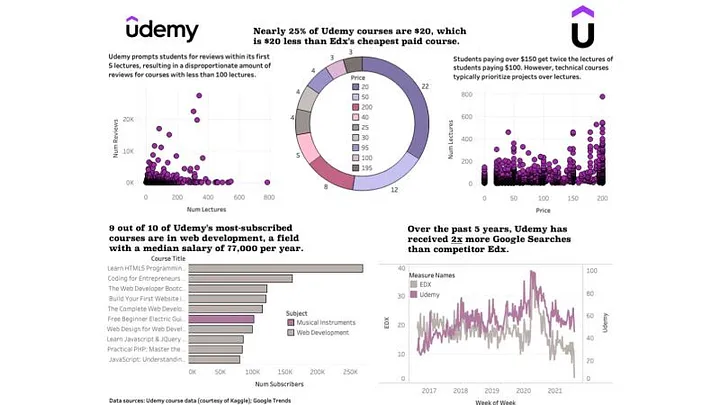 ûdemy
Nearly 25% of Udemy courses are $20, which
is $20 less than Edx's cheapest paid course.
Udemy prompts students for reviews within its first
5 lectures, resulting in a disproportionate amount of
reviews for courses with less than 100 lectures.
Num Reviews
20K
10K
0K
0
200
400
600
800
Num Lectures
3
3
4
4
4
5
8
12
22
Price
20
50
200
40
25
30
95
100
195
Students paying over $150 get twice the lectures of
students paying $100. However, technical courses
typically prioritize projects over lectures.
Num Lectures
800
600
400
200
0
0
50
100
150
200
Price
9 out of 10 of Udemy's most-subscribed
courses are in web development, a field
with a median salary of 77,000 per year.
Course Title
Learn HTML5 Programmin..
Coding for Entrepreneurs ..
The Web Developer Bootc..
Build Your First Website i..
The Complete Web Develo..
Free Beginner Electric Gui..
Web Design for Web Devel..
Learn Javascript & JQuery ..
Practical PHP: Master the ..
JavaScript: Understandin..
0K
50K
100K
150K
200K
250K
Num Subscribers
Subject
Musical Instruments
Web Development
Over the past 5 years, Udemy has
received 2x more Google Searches
than competitor Edx.
Measure Names
EDX
Udemy
EDX
40
30
20
10
0
100
80
60
40
20
0
Udemy
2017
2018
2019
2020
2021
Week of Week
Data sources: Udemy course data (courtesy of Kaggle); Google Trends